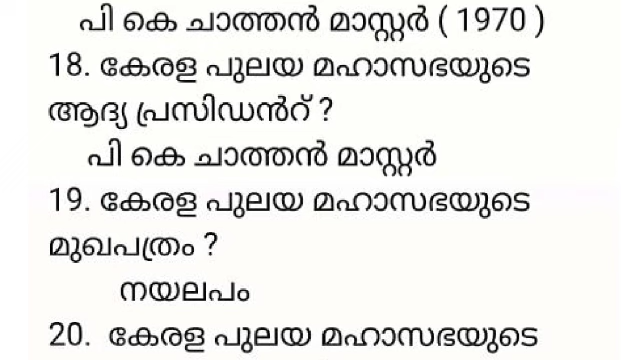 പി കെ ചാത്തൻ മാസ്റ്റർ ( 1970 )
18. കേരള പുലയ മഹാസഭയുടെ
ആദ്യ പ്രസിഡൻറ് ?
പി കെ ചാത്തൻ മാസ്റ്റർ
19. കേരള പുലയ മഹാസഭയുടെ
മുഖപത്രം ?
നയലപം
20. കേരള പുലയ മഹാസഭയുടെ